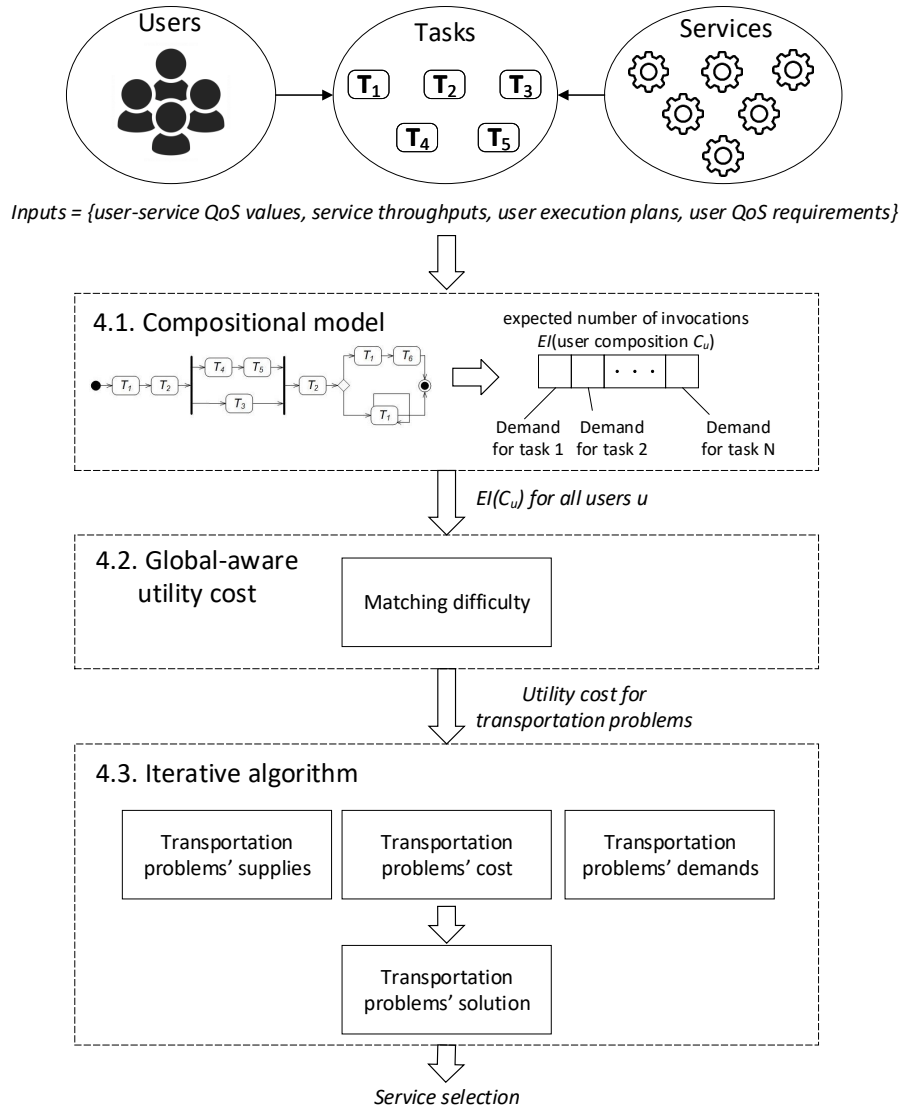 Users
Tasks
Services
T1
T2
T3
T4
T5
Inputs = {user-service QoS values, service throughputs, user execution plans, user QoS requirements}
4.1. Compositional model
T1
T2
T4
T5
T3
T2
T1
T6
T1
expected number of invocations
EI(user composition Cu)
· · ·
Demand
for task 1
Demand
for task 2
Demand
for task N
EI(Cu) for all users u
4.2. Global-aware
utility cost
Matching difficulty
Utility cost for
transportation problems
4.3. Iterative algorithm
Transportation
problems’ supplies
Transportation
problems’ cost
Transportation
problems’ demands
Transportation
problems’ solution
Service selection